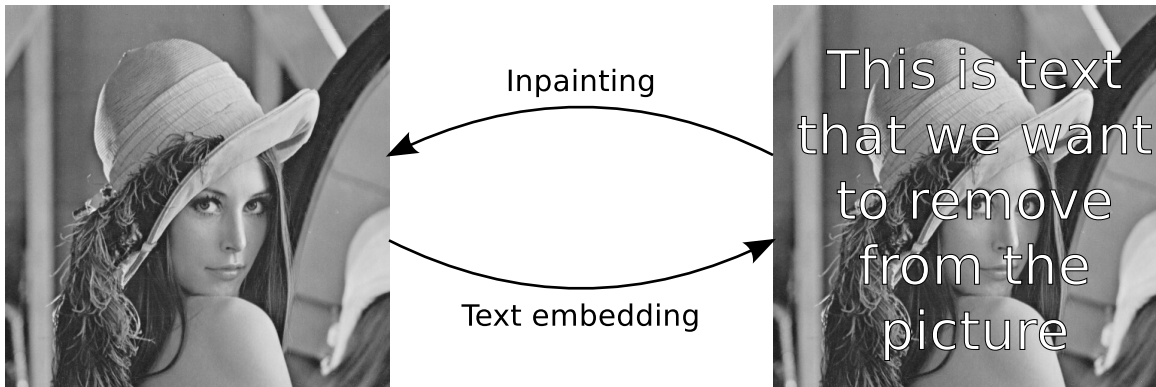 Inpainting
Text embedding
This is text
that we want
to remove
from the
picture